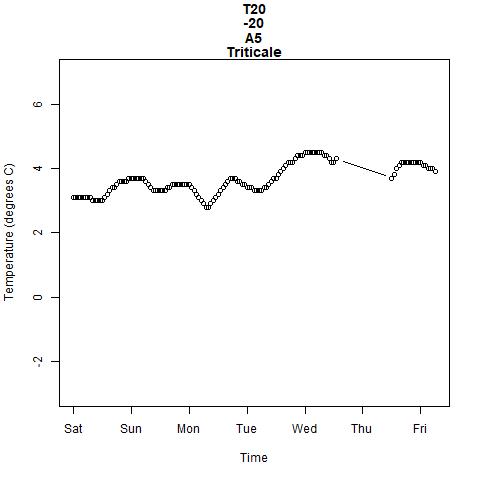 T20
-20
A5
Triticale
6
4
2
0
-2
Temperature (degrees C)
Sat Sun Mon Tue Wed Thu Fri
Time